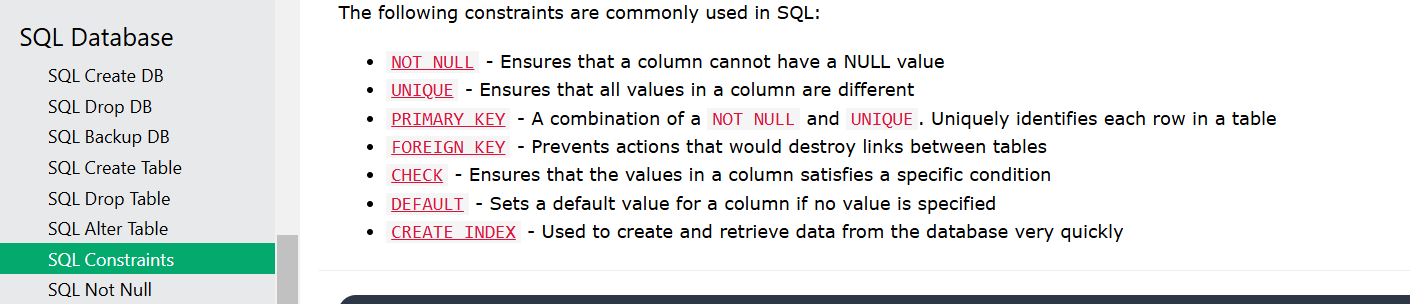 SQL Database
SQL Create DB
SQL Drop DB
SQL Backup DB
SQL Create Table
SQL Drop Table
SQL Alter Table
SQL Constraints
SQL Not Null
The following constraints are commonly used in SQL:
NOT NULL - Ensures that a column cannot have a NULL value
UNIQUE - Ensures that all values in a column are different
PRIMARY KEY - A combination of a NOT NULL and UNIQUE. Uniquely identifies each row in a table
FOREIGN KEY - Prevents actions that would destroy links between tables
CHECK - Ensures that the values in a column satisfies a specific condition
DEFAULT - Sets a default value for a column if no value is specified
CREATE INDEX - Used to create and retrieve data from the database very quickly